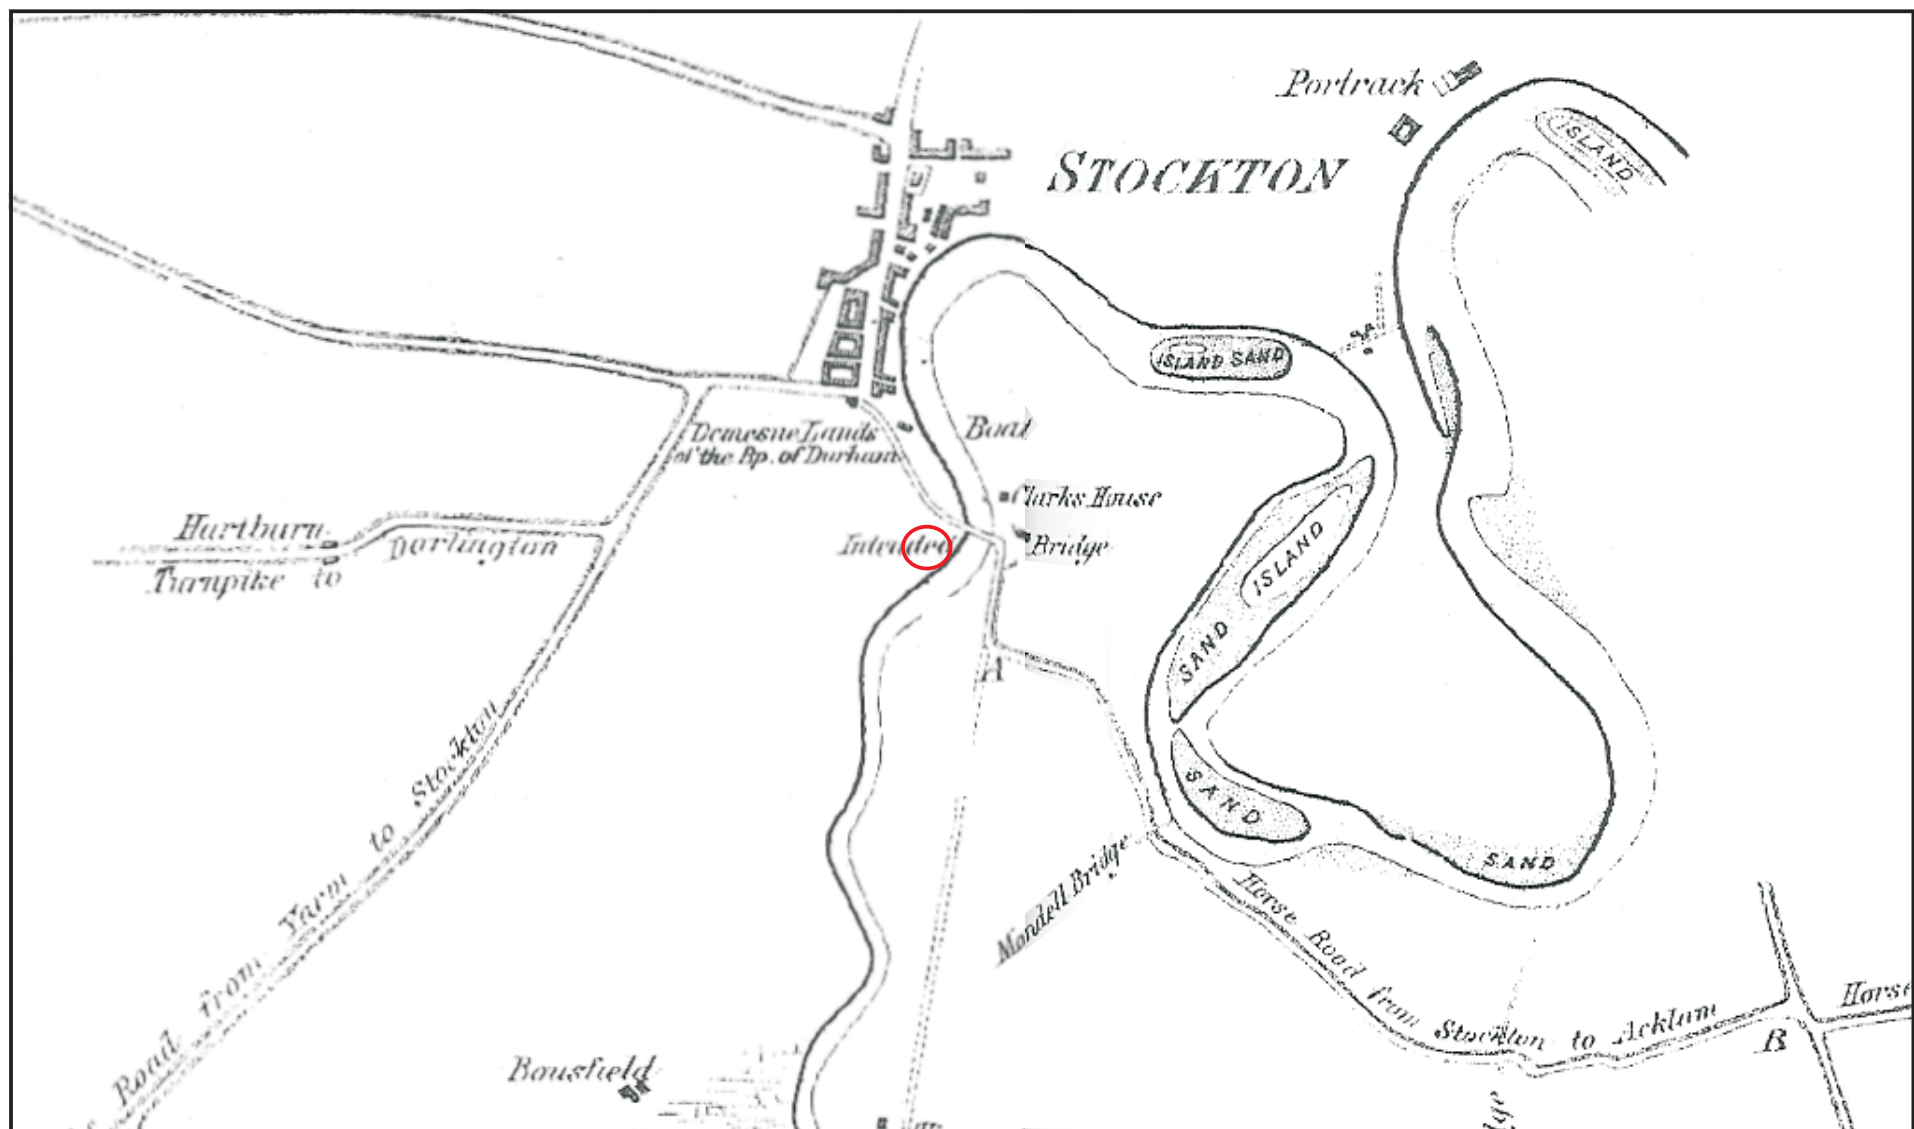 Portrack
ISLAND
STOCKTON
ISLAND SAND
Demesne Lands
of the Bp. of Durham
Boat
Clarks House
Hartburn
Darlington
Turnpike to
Intended
Bridge
ISLAND
SAND
A
SAND
SAND
Mandell Bridge
Road from Yarm to Stockton
Horse Road from Stockton to Acklam
Horse
B
Bousfield